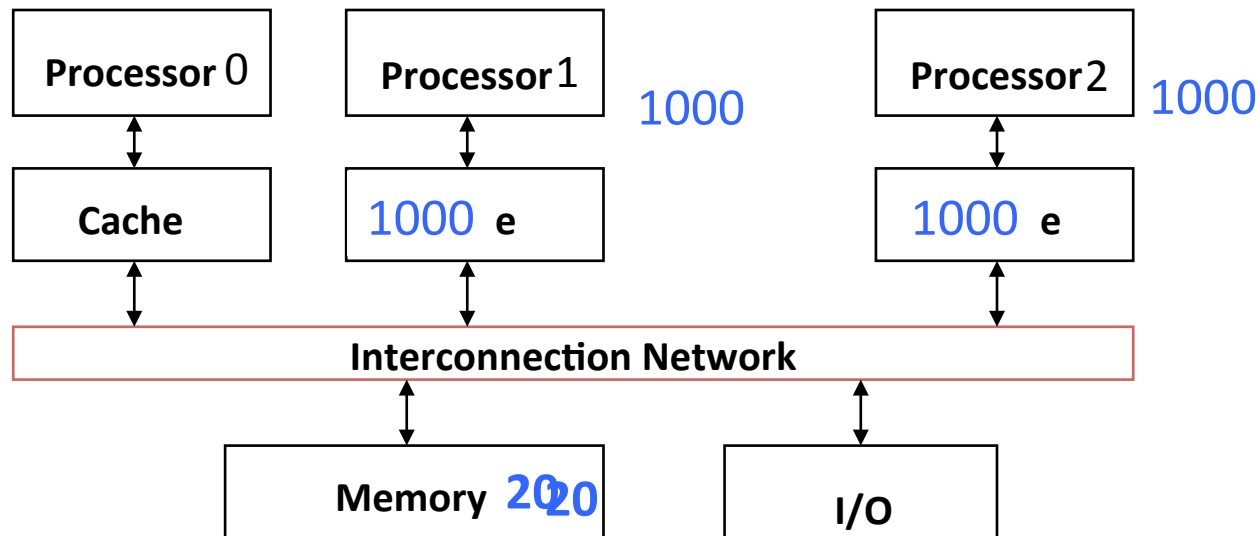 Processor 0
Processor 1
1000
Processor 2
1000
Cache
1000 e
1000 e
Interconnection Network
Memory 20 20
I/O